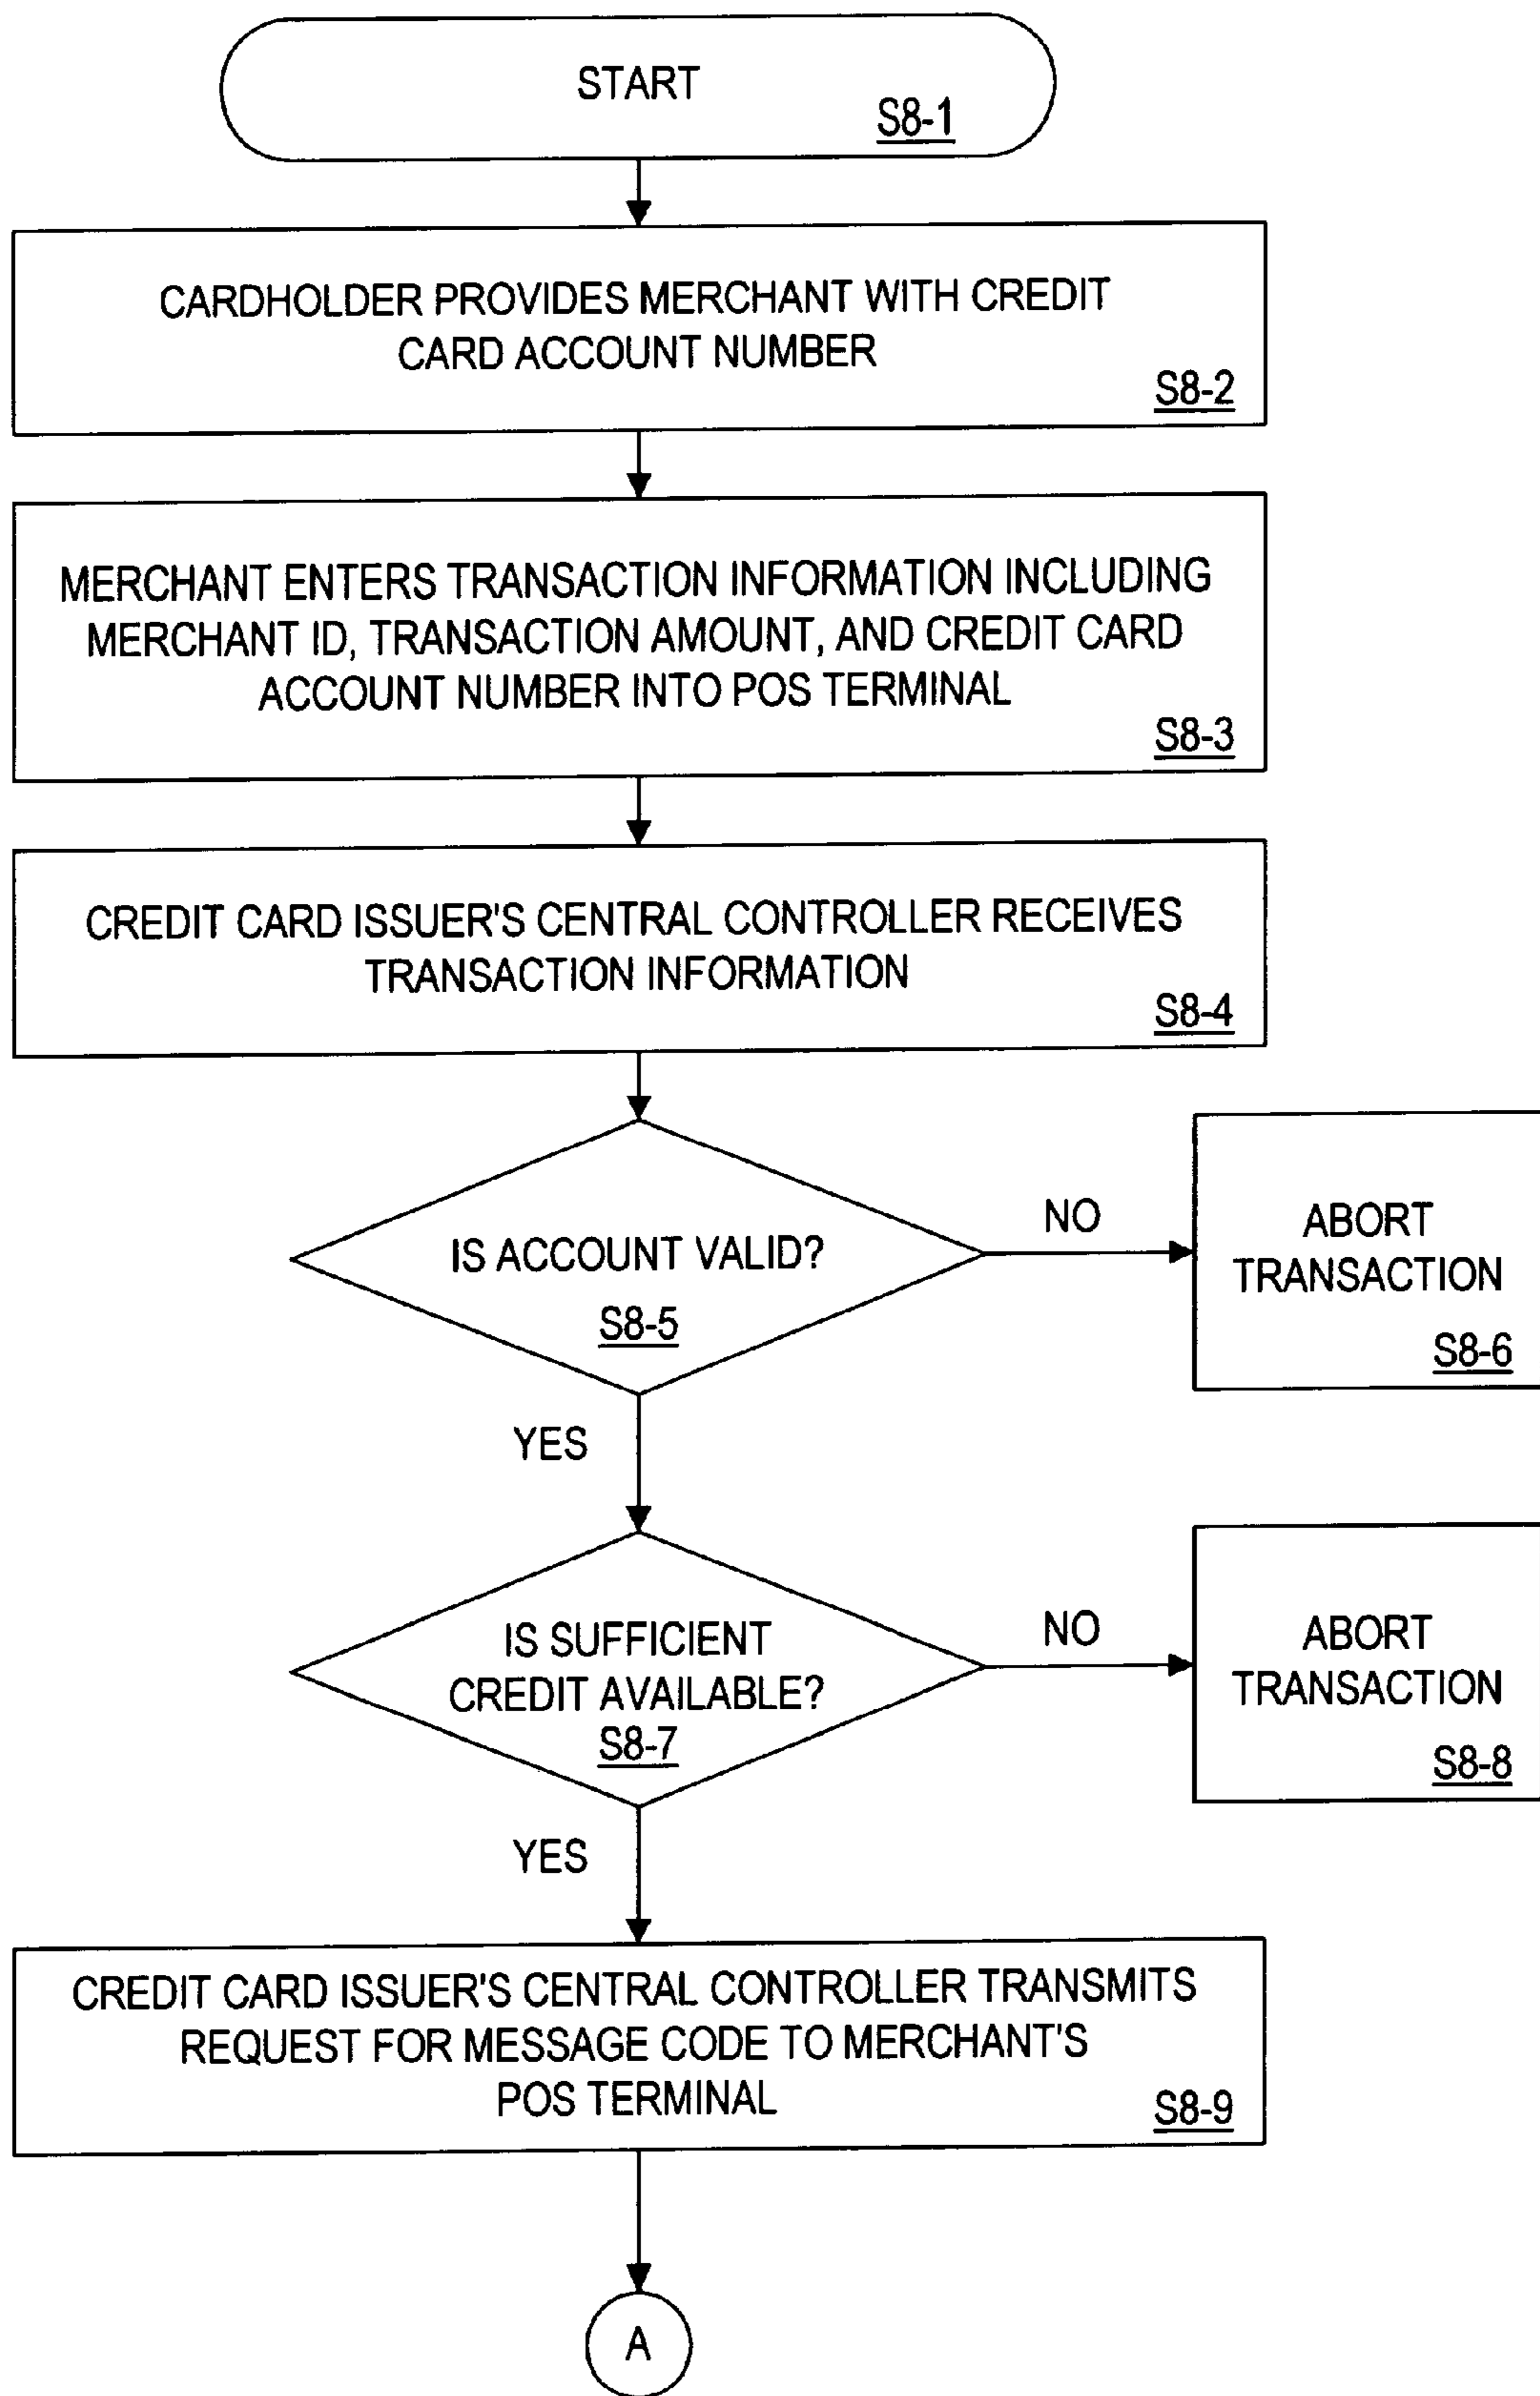 START
S8-1
CARDHOLDER PROVIDES MERCHANT WITH CREDIT
CARD ACCOUNT NUMBER
S8-2
MERCHANT ENTERS TRANSACTION INFORMATION INCLUDING
MERCHANT ID, TRANSACTION AMOUNT, AND CREDIT CARD
ACCOUNT NUMBER INTO POS TERMINAL
S8-3
CREDIT CARD ISSUER'S CENTRAL CONTROLLER RECEIVES
TRANSACTION INFORMATION
S8-4
IS ACCOUNT VALID?
S8-5
NO
ABORT
TRANSACTION
S8-6
YES
IS SUFFICIENT
CREDIT AVAILABLE?
S8-7
NO
ABORT
TRANSACTION
S8-8
YES
CREDIT CARD ISSUER'S CENTRAL CONTROLLER TRANSMITS
REQUEST FOR MESSAGE CODE TO MERCHANT'S
POS TERMINAL
S8-9
A